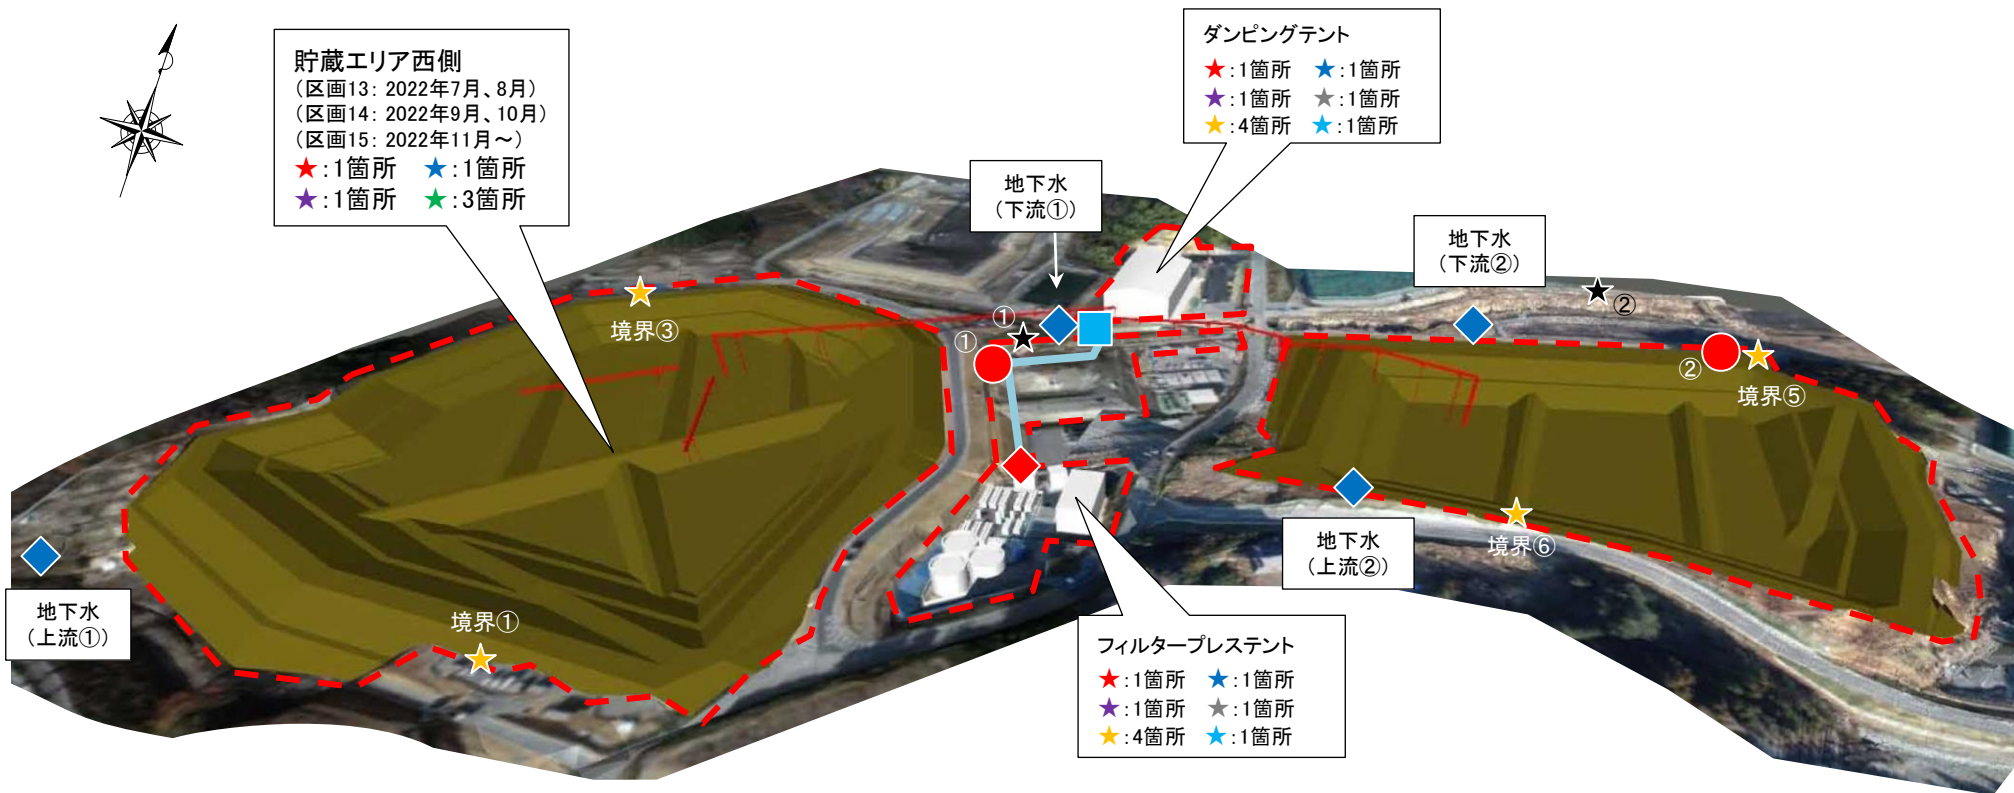 貯蔵エリア西側
(区画13: 2022年7月、8月)
(区画14: 2022年9月、10月)
(区画15: 2022年11月~)
★:1箇所 ★:1箇所
★:1箇所 ★:3箇所
ダンピングテント
★:1箇所 ★:1箇所
★:1箇所 ★:1箇所
★:4箇所 ★:1箇所
地下水
(下流①)
地下水
(下流②)
②
境界③
①
①
②
境界⑤
境界⑥
地下水
(上流②)
地下水
(上流①)
境界①
フィルタープレステント
★:1箇所 ★:1箇所
★:1箇所 ★:1箇所
★:4箇所 ★:1箇所